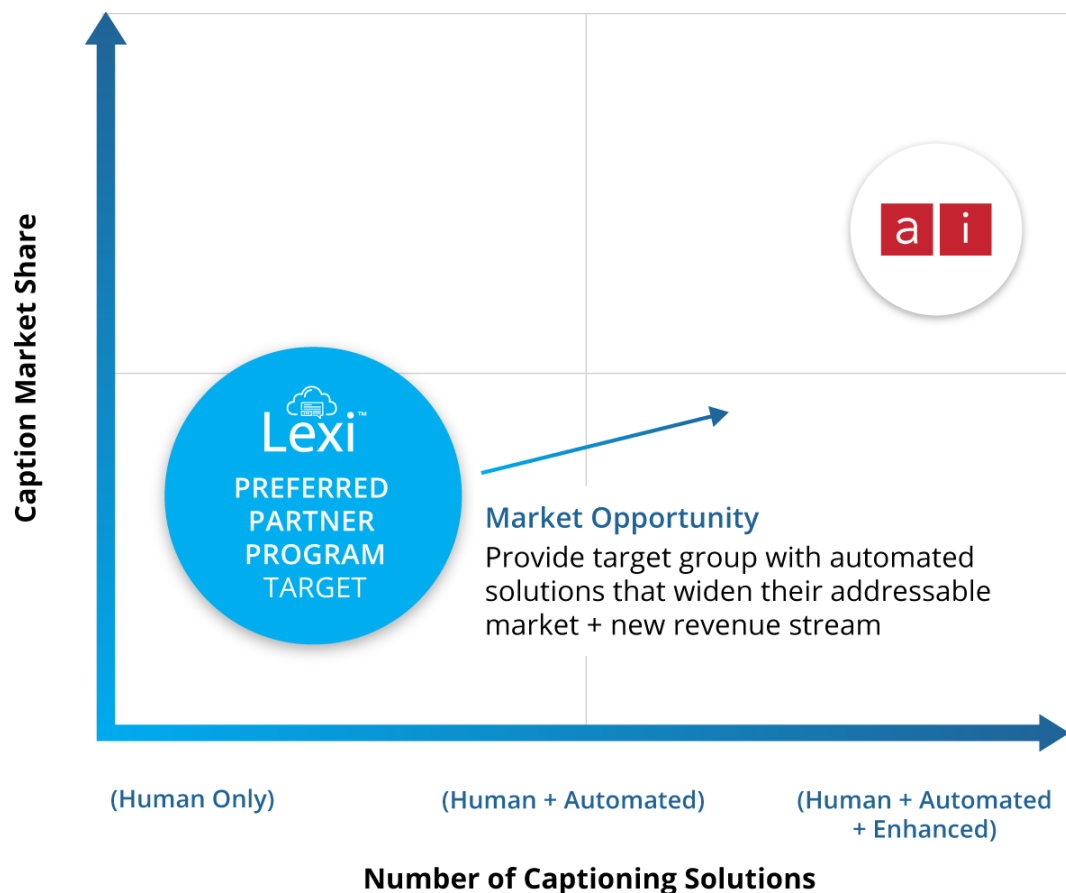 Caption Market Share
a i
Lexi™
PREFERRED
PARTNER
PROGRAM
TARGET
Market Opportunity
Provide target group with automated
solutions that widen their addressable
market + new revenue stream
(Human Only)
(Human + Automated)
(Human + Automated
+ Enhanced)
Number of Captioning Solutions